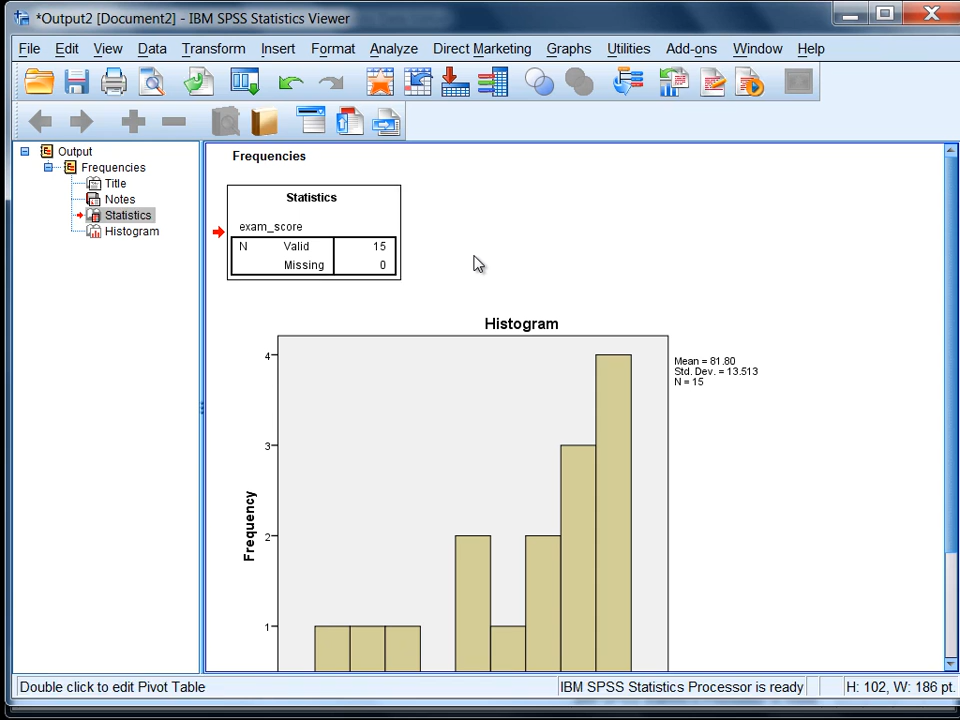 *Output2 [Document2] - IBM SPSS Statistics Viewer
File Edit View Data Transform Insert Format Analyze Direct Marketing Graphs Utilities Add-ons Window Help
Output
Frequencies
Title
Notes
Statistics
Histogram
Frequencies
Statistics
exam_score
N Valid 15
Missing 0
Histogram
Mean = 81.80
Std. Dev. = 13.513
N = 15
4
3
2
1
Frequency
Double click to edit Pivot Table
IBM SPSS Statistics Processor is ready
H: 102, W: 186 pt.